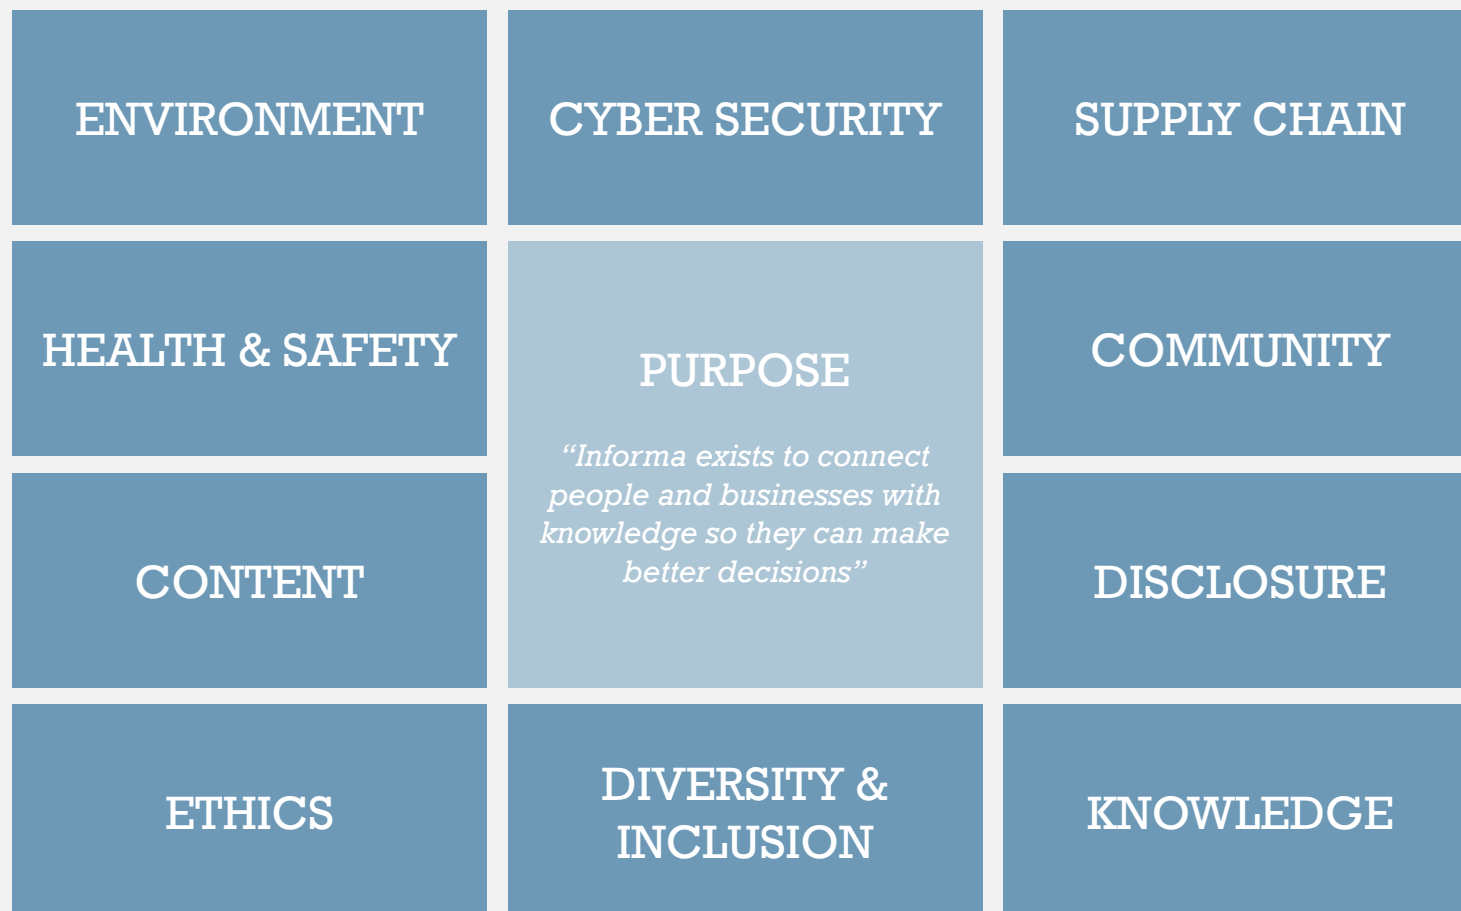 ENVIRONMENT
CYBER SECURITY
SUPPLY CHAIN
HEALTH & SAFETY
PURPOSE
“Informa exists to connect
people and businesses with
knowledge so they can make
better decisions”
COMMUNITY
CONTENT
DISCLOSURE
ETHICS
DIVERSITY &
INCLUSION
KNOWLEDGE